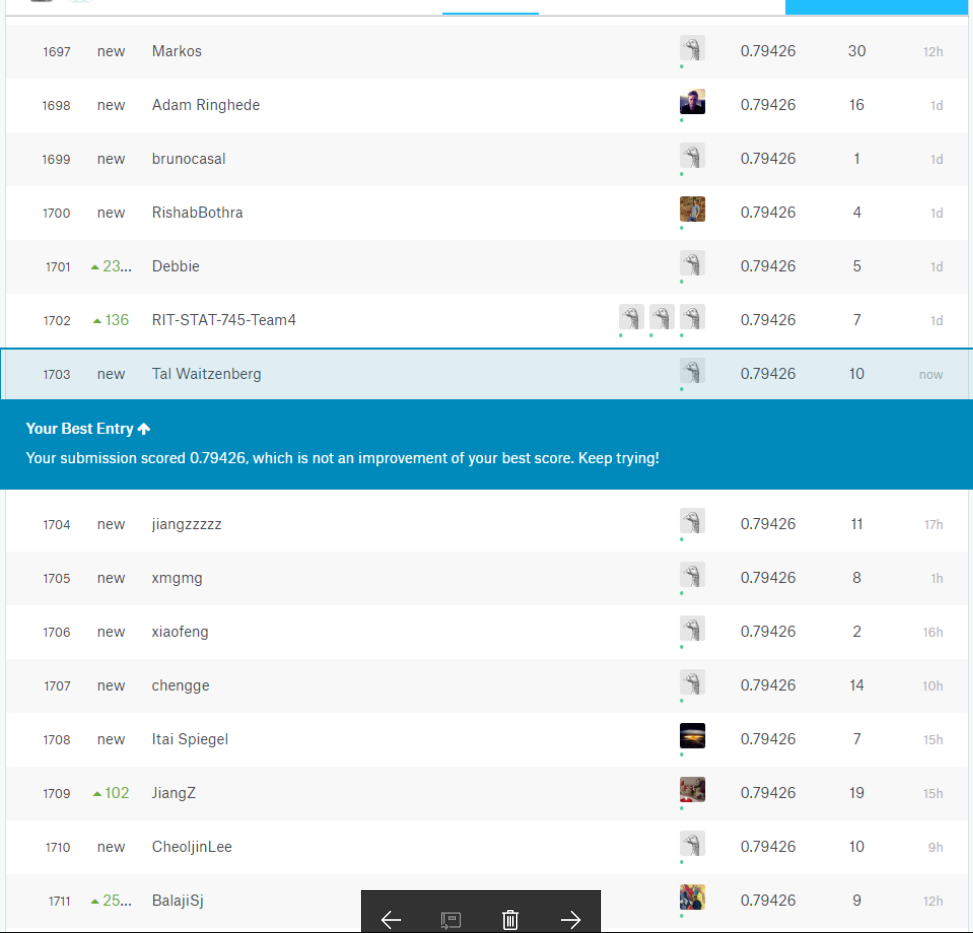 1697 new Markos 0.79426 30 12h
1698 new Adam Ringhede 0.79426 16 1d
1699 new brunocasal 0.79426 1 1d
1700 new RishabBothra 0.79426 4 1d
1701 23... Debbie 0.79426 5 1d
1702 136 RIT-STAT-745-Team4 0.79426 7 1d
1703 new Tal Waitzenberg 0.79426 10 now
Your Best Entry
Your submission scored 0.79426, which is not an improvement of your best score. Keep trying!
1704 new jiangzzzzz 0.79426 11 17h
1705 new xmgmg 0.79426 8 1h
1706 new xiaofeng 0.79426 2 16h
1707 new chengge 0.79426 14 10h
1708 new Itai Spiegel 0.79426 7 15h
1709 102 JiangZ 0.79426 19 15h
1710 new CheoljinLee 0.79426 10 9h
1711 25... BalajiSj 0.79426 9 12h